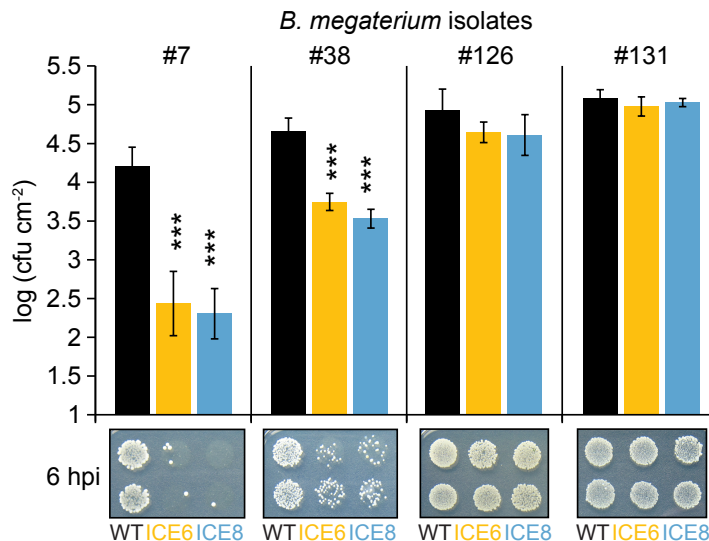 B. megaterium isolates
#7 #38 #126 #131
log (cfu cm-2)
5.5
5
4.5
4
3.5
3
2.5
2
1.5
1
*** ***
*** ***
6 hpi
WT ICE6 ICE8 WT ICE6 ICE8 WT ICE6 ICE8 WT ICE6 ICE8